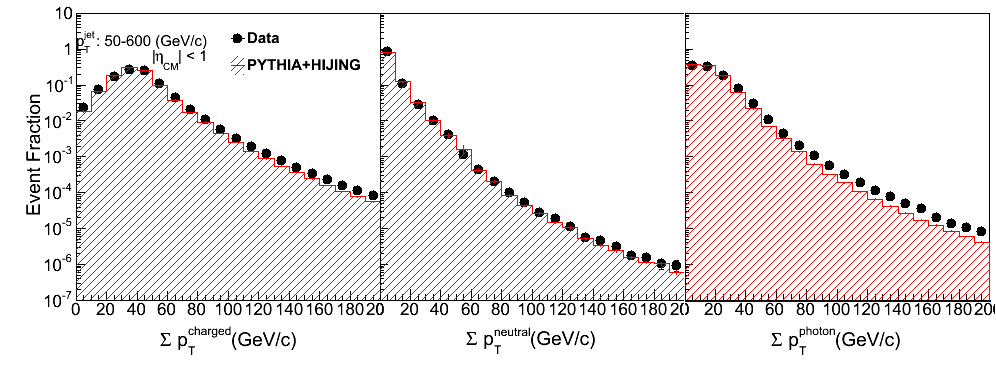 10
1
10⁻¹
10⁻²
10⁻³
10⁻⁴
10⁻⁵
10⁻⁶
10⁻⁷
Event Fraction
p_T^jet : 50-600 (GeV/c)
|η_CM| < 1
Data
PYTHIA+HIJING
0 20 40 60 80 100 120 140 160 180 20
0 20 40 60 80 100 120 140 160 180 20
0 20 40 60 80 100 120 140 160 180 200
Σ p_T^charged(GeV/c)
Σ p_T^neutral(GeV/c)
Σ p_T^photon(GeV/c)